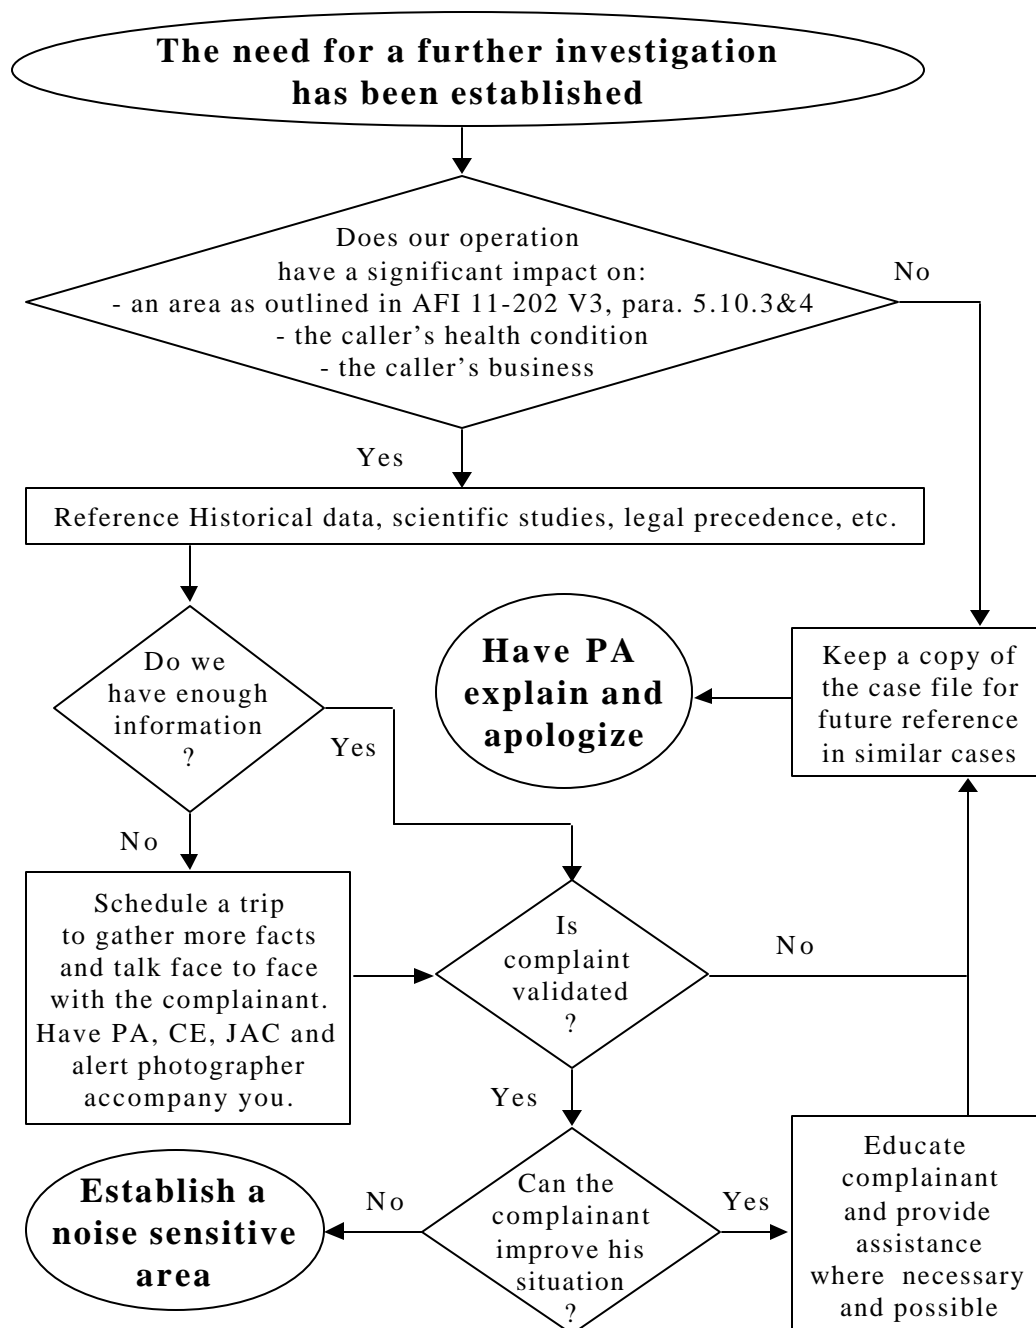 The need for a further investigation
has been established
Does our operation
have a significant impact on:
- an area as outlined in AFI 11-202 V3, para. 5.10.3&4
- the caller's health condition
- the caller's business
No
Yes
Reference Historical data, scientific studies, legal precedence, etc.
Do we
have enough
information
?
Yes
No
Have PA
explain and
apologize
Keep a copy of
the case file for
future reference
in similar cases
Schedule a trip
to gather more facts
and talk face to face
with the complainant.
Have PA, CE, JAC and
alert photographer
accompany you.
Is
complaint
validated
?
No
Yes
Establish a
noise sensitive
area
No
Can the
complainant
improve his
situation
?
Yes
Educate
complainant
and provide
assistance
where necessary
and possible